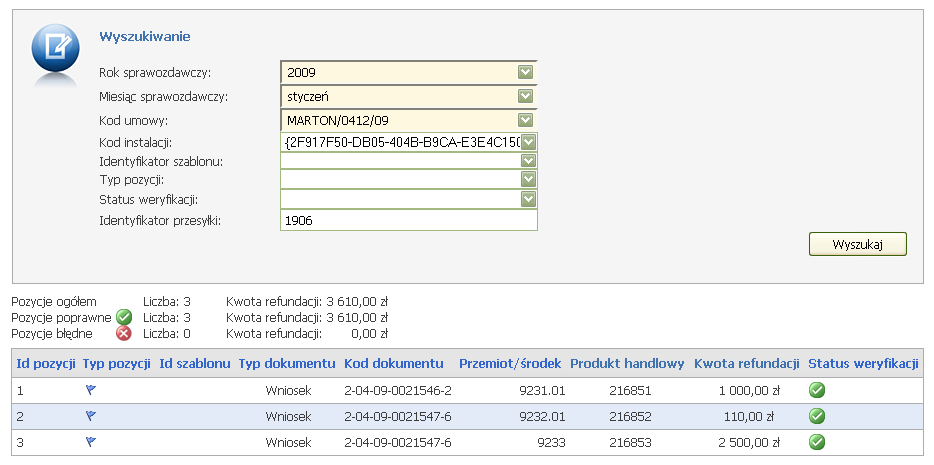 Wyszukiwanie
Rok sprawozdawczy: 2009
Miesiąc sprawozdawczy: styczeń
Kod umowy: MARTON/0412/09
Kod instalacji: {2F917F50-DB05-404B-B9CA-E3E4C150
Identyfikator szablonu:
Typ pozycji:
Status weryfikacji:
Identyfikator przesyłki: 1906
Wyszukaj
Pozycje ogółem Liczba: 3 Kwota refundacji: 3 610,00 zł
Pozycje poprawne Liczba: 3 Kwota refundacji: 3 610,00 zł
Pozycje błędne Liczba: 0 Kwota refundacji: 0,00 zł
Id pozycji Typ pozycji Id szablonu Typ dokumentu Kod dokumentu Przemiot/środek Produkt handlowy Kwota refundacji Status weryfikacji
1 Wniosek 2-04-09-0021546-2 9231.01 216851 1 000,00 zł
2 Wniosek 2-04-09-0021547-6 9232.01 216852 110,00 zł
3 Wniosek 2-04-09-0021547-6 9233 216853 2 500,00 zł